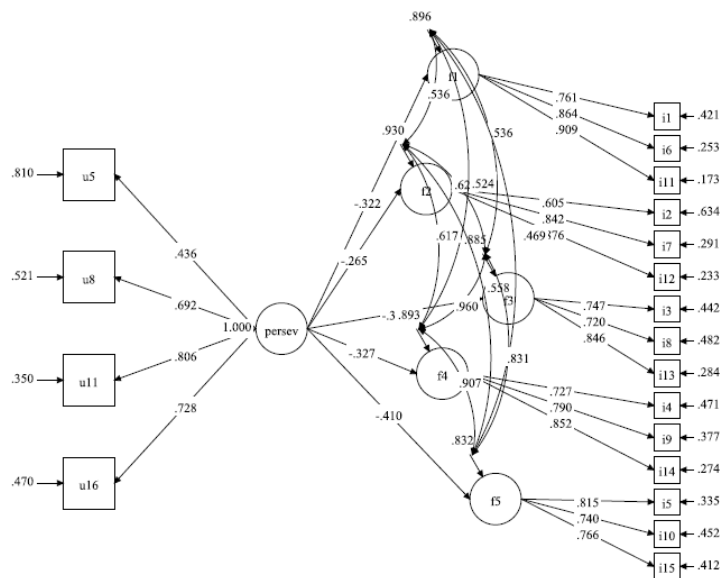 .896
f1
.536
.761
.864
.909
i1 .421
i6 .253
i11 .173
.930
.536
.810
u5
f2
-.322
.524
.605
.842
i2 .634
i7 .291
i12 .233
.436
-.265
.617
.885
.469
.521
u8
.692
.558
f3
.747
.720
.846
i3 .442
i8 .482
i13 .284
1.000
persev
.893
.960
.831
.350
u11
.806
-.327
f4
.907
.727
.790
.852
i4 .471
i9 .377
i14 .274
.728
-.410
.832
.470
u16
f5
.815
.740
.766
i5 .335
i10 .452
i15 .412